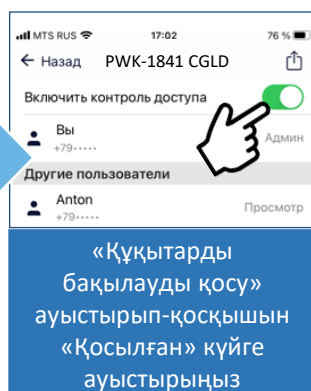 MTS RUS 17:02 76 %
Назад PWK-1841 CGLD
Включить контроль доступа
Вы
+79·····
Админ
Другие пользователи
Anton
+79·····
Просмотр
«Құқытарды
бақылауды қосу»
ауыстырып-қосқышын
«Қосылған» күйге
ауыстырыңыз